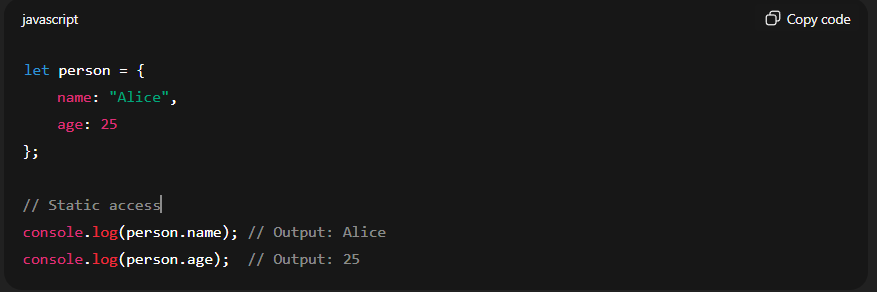 javascript
Copy code
let person = {
    name: "Alice",
    age: 25
};
// Static access
console.log(person.name); // Output: Alice
console.log(person.age);  // Output: 25